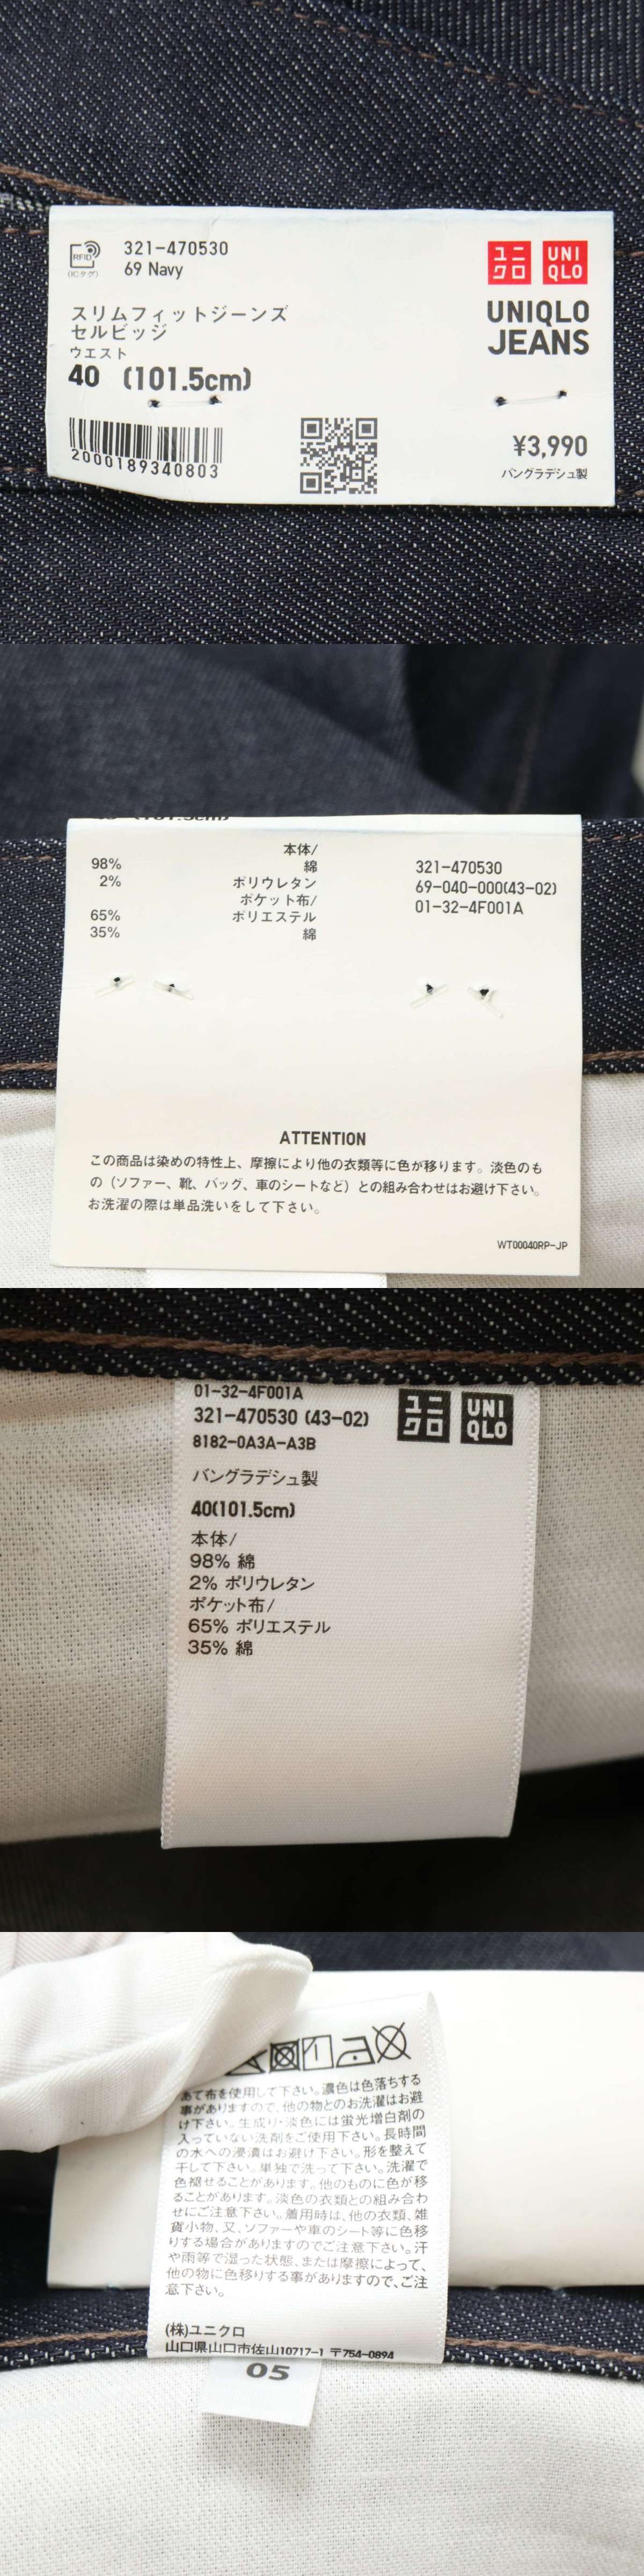 RFID
(ICタグ)
321-470530
69 Navy
ユニクロ
UNIQLO
スリムフィットジーンズ
セルビッジ
ウエスト
40 (101.5cm)
UNIQLO
JEANS
2000189340803
¥3,990
バングラデシュ製
本体/
98% 綿
2% ポリウレタン
ポケット布/
65% ポリエステル
35% 綿
321-470530
69-040-000(43-02)
01-32-4F001A
ATTENTION
この商品は染めの特性上、摩擦により他の衣類等に色が移ります。淡色のも
の（ソファー、靴、バッグ、車のシートなど）との組み合わせはお避け下さい。
お洗濯の際は単品洗いをして下さい。
WT00040RP-JP
01-32-4F001A
321-470530 (43-02)
8182-0A3A-A3B
ユニクロ
UNIQLO
バングラデシュ製
40(101.5cm)
本体/
98% 綿
2% ポリウレタン
ポケット布/
65% ポリエステル
35% 綿
あて布を使用して下さい。濃色は色落ちする
事がありますので、他の物とのお洗濯はお避
け下さい。生成り・淡色には蛍光増白剤の
入っていない洗剤をご使用下さい。長時間
の水への浸漬はお避け下さい。形を整えて
干して下さい。単独で洗って下さい。洗濯で
色褪せることがあります。他のものに色が移
ることがあります。淡色の衣類との組み合わ
せにご注意下さい。着用時は、他の衣類、雑
貨小物、又、ソファーや車のシート等に色移
りする場合がありますのでご注意下さい。汗
や雨等で湿った状態、または摩擦によって、
他の物に色移りする事がありますので、ご注
意下さい。
(株)ユニクロ
山口県山口市佐山10717-1 〒754-0894
05